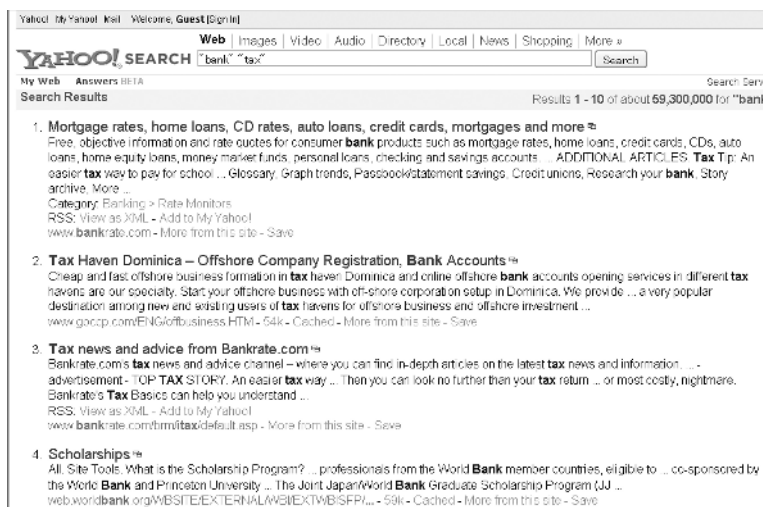 Yahoo! My Yahoo! Mail Welcome, Guest [Sign In]
Web | Images | Video | Audio | Directory | Local | News | Shopping | More »
YAHOO! SEARCH "bank" "tax" Search
My Web Answers BETA Search Serv
Search Results Results 1 - 10 of about 59,300,000 for "bank
1. Mortgage rates, home loans, CD rates, auto loans, credit cards, mortgages and more
Free, objective information and rate quotes for consumer bank products such as mortgage rates, home loans, credit cards, CDs, auto
loans, home equity loans, money market funds, personal loans, checking and savings accounts. ... ADDITIONAL ARTICLES. Tax Tip: An
easier tax way to pay for school ... Glossary, Graph trends, Passbook/statement savings, Credit unions, Research your bank, Story
archive, More ...
Category: Banking > Rate Monitors
RSS: View as XML - Add to My Yahoo!
www.bankrate.com - More from this site - Save
2. Tax Haven Dominica – Offshore Company Registration, Bank Accounts
Cheap and fast offshore business formation in tax haven Dominica and online offshore bank accounts opening services in different tax
havens are our specialty. Start your offshore business with off-shore corporation setup in Dominica. We provide ... a very popular
destination among new and existing users of tax havens for offshore business and offshore investment ...
www.goccp.com/ENG/offbusiness.HTM - 54k - Cached - More from this site - Save
3. Tax news and advice from Bankrate.com
Bankrate.com's tax news and advice channel – where you can find in-depth articles on the latest tax news and information. ... -
advertisement - TOP TAX STORY. An easier tax way ... Then you can look no further than your tax return ... or most costly, nightmare.
Bankrate's Tax Basics can help you understand ...
RSS: View as XML - Add to My Yahoo!
www.bankrate.com/brm/itax/default.asp - More from this site - Save
4. Scholarships
All. Site Tools. What is the Scholarship Program? ... professionals from the World Bank member countries, eligible to ... co-sponsored by
the World Bank and Princeton University ... The Joint Japan/World Bank Graduate Scholarship Program (JJ ...
web.worldbank.org/WBSITE/EXTERNAL/WBI/EXTWBISFP/... - 59k - Cached - More from this site - Save